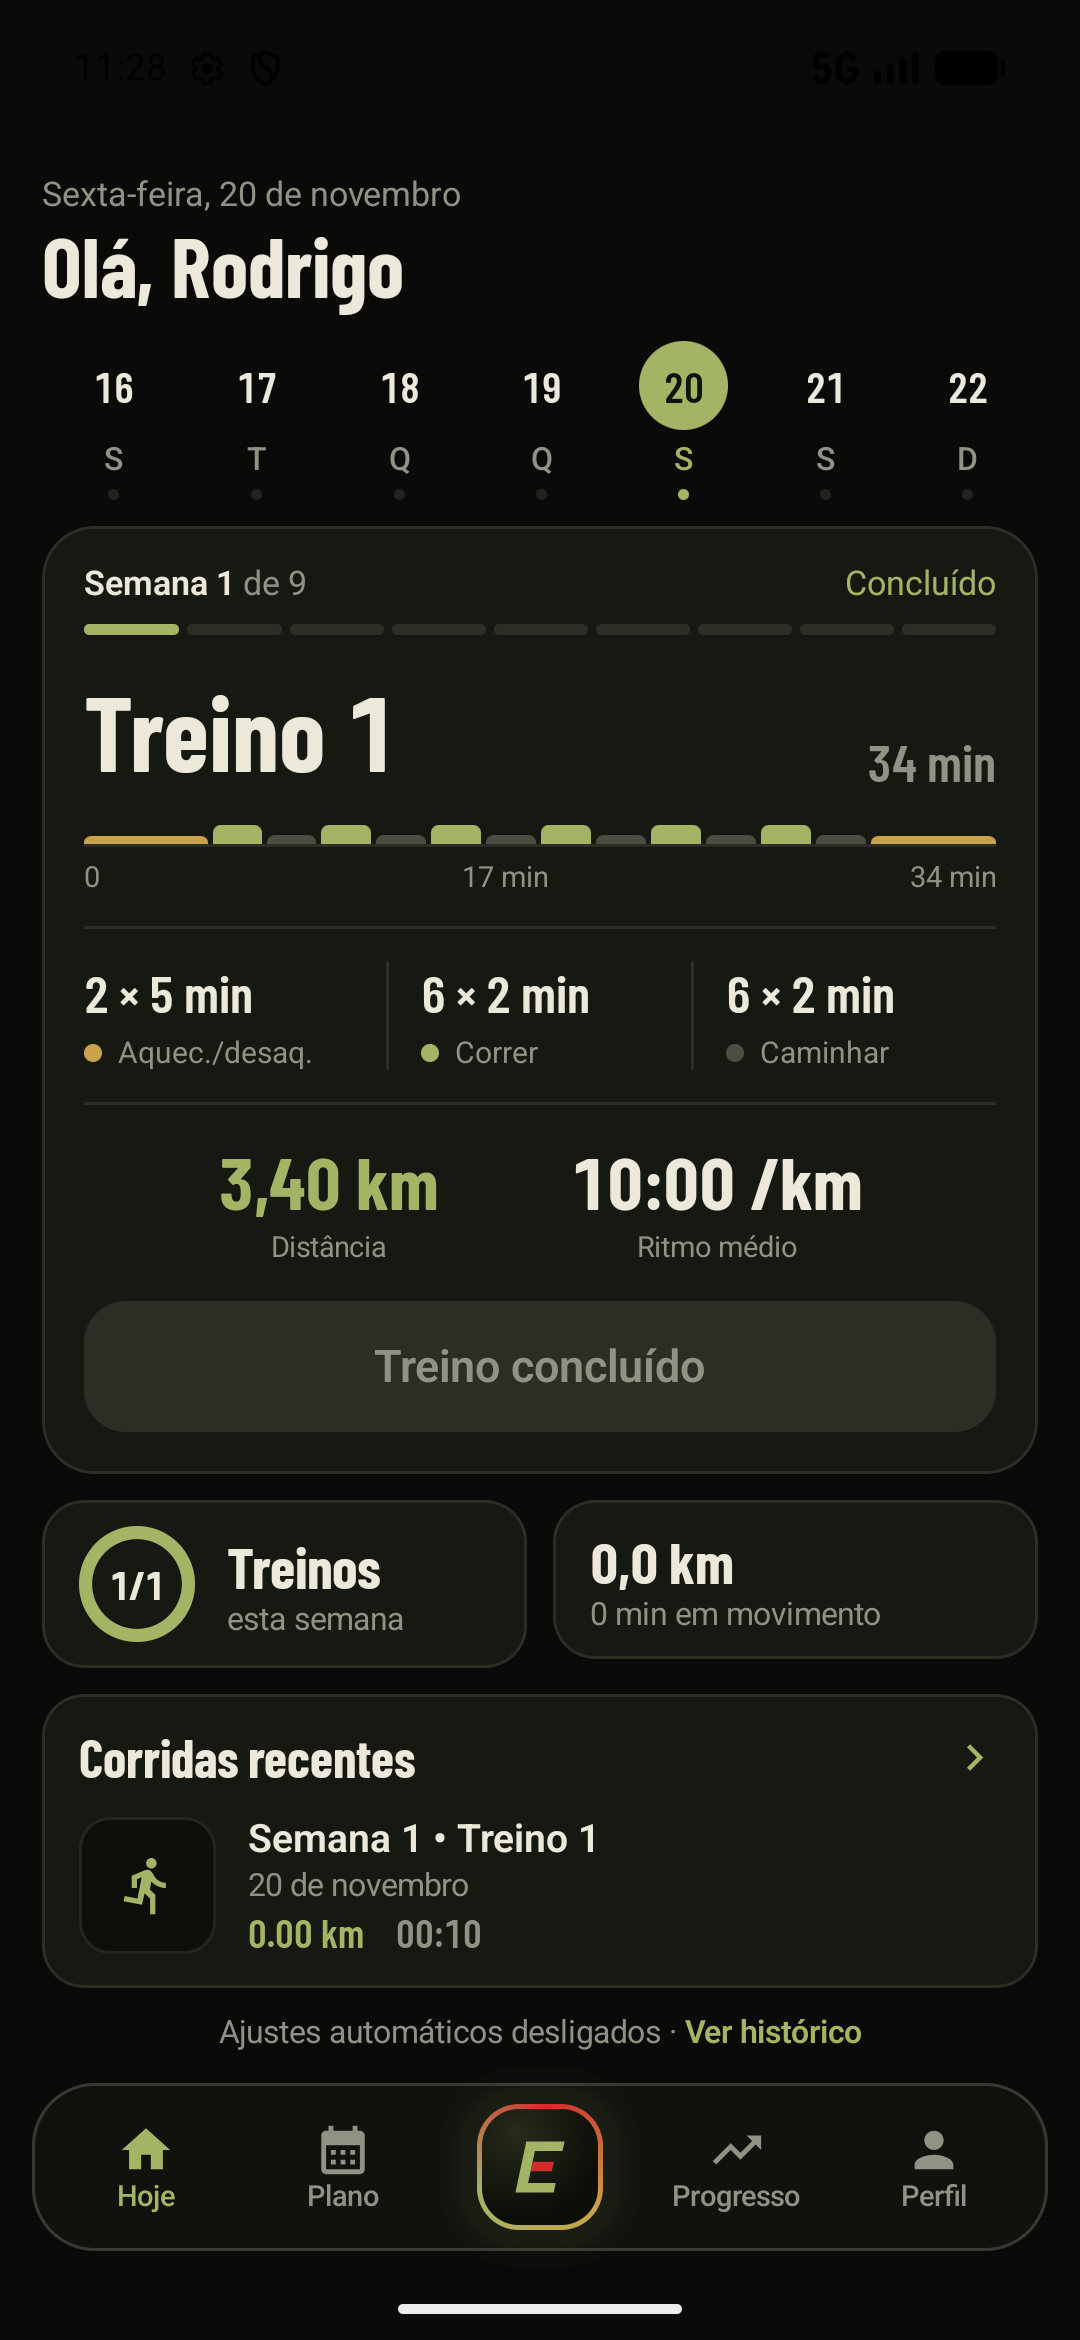 11:28 5G
Sexta-feira, 20 de novembro
Olá, Rodrigo
16 17 18 19 20 21 22
S T Q Q S S D
Semana 1 de 9 Concluído
Treino 1 34 min
0 17 min 34 min
2 × 5 min 6 × 2 min 6 × 2 min
Aquec./desaq. Correr Caminhar
3,40 km 10:00 /km
Distância Ritmo médio
Treino concluído
1/1 Treinos
esta semana
0,0 km
0 min em movimento
Corridas recentes
Semana 1 • Treino 1
20 de novembro
0.00 km 00:10
Ajustes automáticos desligados · Ver histórico
E
Hoje Plano Progresso Perfil